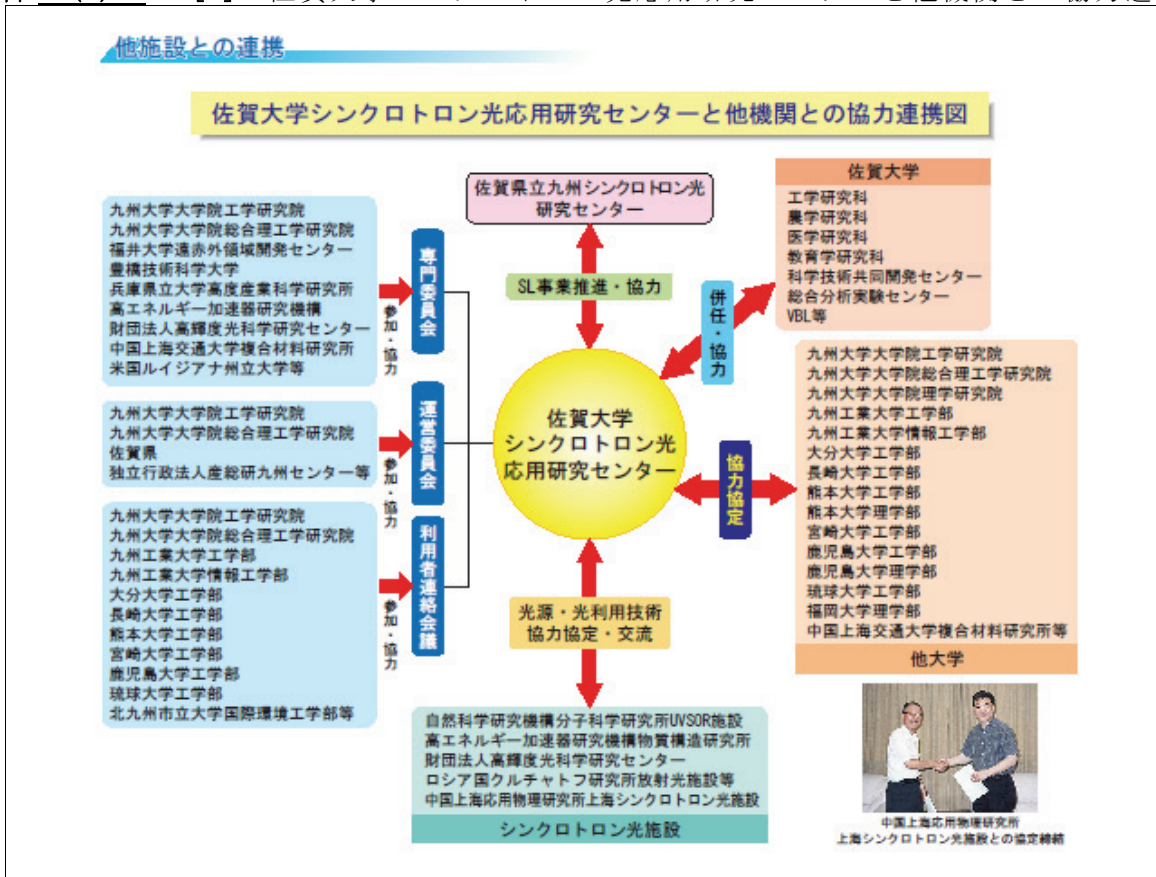 他施設との連携
佐賀大学シンクロトロン光応用研究センターと他機関との協力連携図
九州大学大学院工学研究院
九州大学大学院総合理工学研究院
福井大学遠赤外領域開発センター
豊橋技術科学大学
兵庫県立大学高度産業科学研究所
高エネルギー加速器研究機構
財団法人高輝度光科学研究センター
中国上海交通大学複合材料研究所
米国ルイジアナ州立大学等
参加・協力
専門委員会
九州大学大学院工学研究院
九州大学大学院総合理工学研究院
佐賀県
独立行政法人産総研九州センター等
参加・協力
運営委員会
九州大学大学院工学研究院
九州大学大学院総合理工学研究院
九州工業大学工学部
九州工業大学情報工学部
大分大学工学部
長崎大学工学部
熊本大学工学部
宮崎大学工学部
鹿児島大学工学部
琉球大学工学部
北九州市立大学国際環境工学部等
参加・協力
利用者連絡会議
佐賀県立九州シンクロトロン光
研究センター
SL事業推進・協力
佐賀大学
シンクロトロン光
応用研究センター
光源・光利用技術
協力協定・交流
自然科学研究機構分子科学研究所UVSOR施設
高エネルギー加速器研究機構物質構造研究所
財団法人高輝度光科学研究センター
ロシア国クルチャトフ研究所放射光施設等
中国上海応用物理研究所上海シンクロトロン光施設
シンクロトロン光施設
併任・協力
佐賀大学
工学研究科
農学研究科
医学研究科
教育学研究科
科学技術共同開発センター
総合分析実験センター
VBL等
協力協定
九州大学大学院工学研究院
九州大学大学院総合理工学研究院
九州大学大学院理学研究院
九州工業大学工学部
九州工業大学情報工学部
大分大学工学部
長崎大学工学部
熊本大学工学部
熊本大学理学部
宮崎大学工学部
鹿児島大学工学部
鹿児島大学理学部
琉球大学工学部
福岡大学理学部
中国上海交通大学複合材料研究所等
他大学
中国上海応用物理研究所
上海シンクロトロン光施設との協定締結